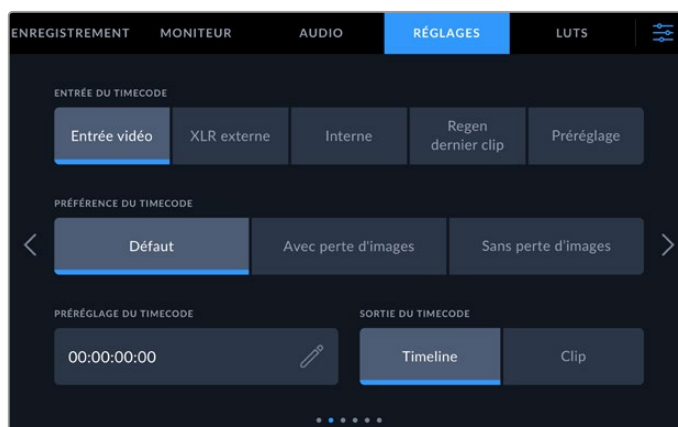 ENREGISTREMENT MONITEUR AUDIO RÉGLAGES LUTS
ENTRÉE DU TIMECODE
Entrée vidéo XLR externe Interne Regen dernier clip Préréglage
PRÉFÉRENCE DU TIMECODE
Défaut Avec perte d'images Sans perte d'images
PRÉRÉGLAGE DU TIMECODE SORTIE DU TIMECODE
00:00:00:00 Timeline Clip